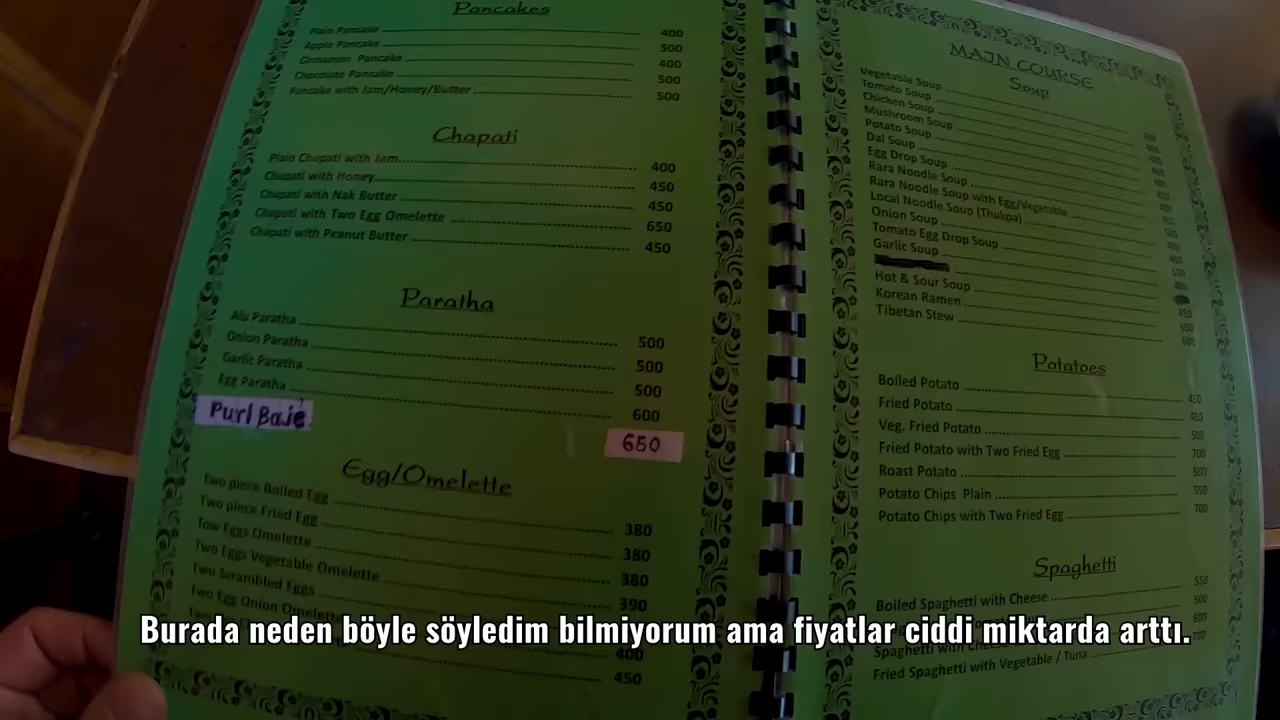 Pancakes
Plain Pancake 400
Apple Pancake 500
Cinnamon Pancake 400
Chocolate Pancake 500
Pancake with Jam/Honey/Butter 500
Chapati
Plain Chapati with Jam 400
Chapati with Honey 450
Chapati with Nak Butter 450
Chapati with Two Egg Omelette 650
Chapati with Peanut Butter 450
Paratha
Alu Paratha 500
Onion Paratha 500
Garlic Paratha 500
Egg Paratha 600
Puri Baje 650
Egg/Omelette
Two piece Boiled Egg 380
Two piece Fried Egg 380
Tow Eggs Omelette 380
Two Eggs Vegetable Omelette 390
Two Scrambled Eggs
Two Egg Onion Omelette
400
450
MAIN COURSE
Soup
Vegetable Soup
Tomato Soup
Chicken Soup
Mushroom Soup
Potato Soup
Dal Soup
Egg Drop Soup
Rara Noodle Soup
Rara Noodle Soup with Egg/Vegetable
Local Noodle Soup (Thukpa)
Onion Soup
Tomato Egg Drop Soup
Garlic Soup
Hot & Sour Soup
Korean Ramen
Tibetan Stew
Potatoes
Boiled Potato 450
Fried Potato 450
Veg. Fried Potato 500
Fried Potato with Two Fried Egg 700
Roast Potato 500
Potato Chips Plain 550
Potato Chips with Two Fried Egg 700
Spaghetti
Boiled Spaghetti with Cheese 550
500
600
Spaghetti with
Fried Spaghetti with Vegetable / Tuna
Burada neden böyle söyledim bilmiyorum ama fiyatlar ciddi miktarda arttı.